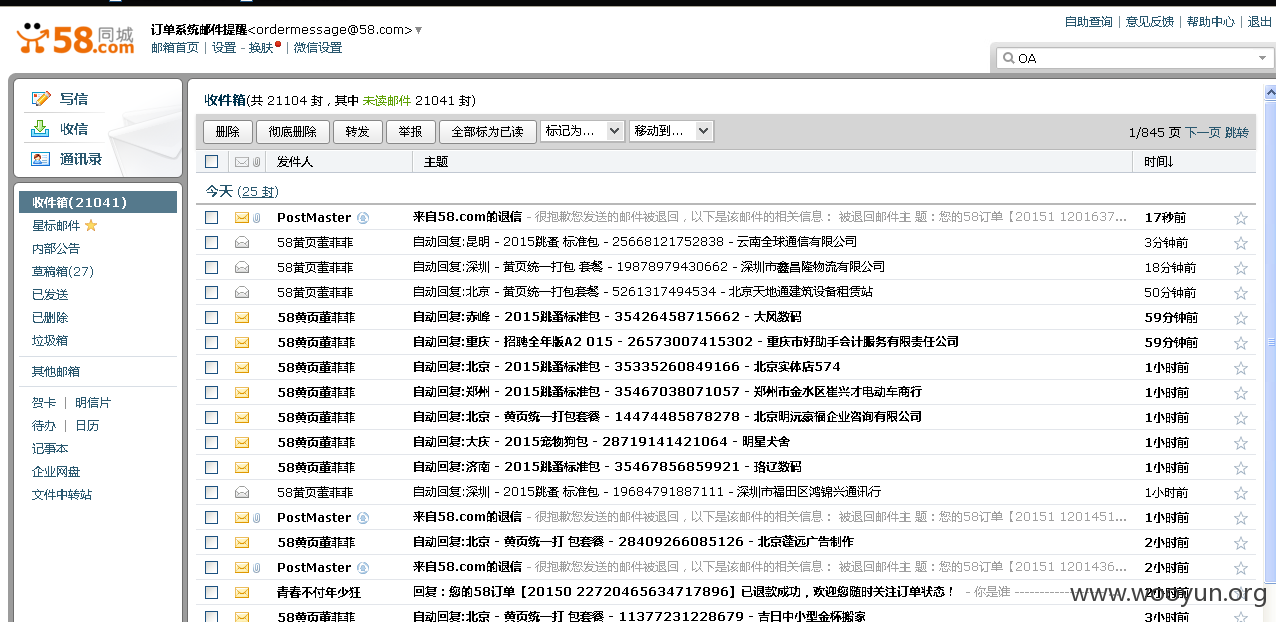 58同城
58.com
订单系统邮件提醒<ordermessage@58.com>
邮箱首页 | 设置 - 换肤 | 微信设置
自助查询 | 意见反馈 | 帮助中心 | 退出
OA
写信
收信
通讯录
收件箱(21041)
星标邮件
内部公告
草稿箱(27)
已发送
已删除
垃圾箱
其他邮箱
贺卡 | 明信片
待办 | 日历
记事本
企业网盘
文件中转站
收件箱(共 21104 封，其中 未读邮件 21041 封)
删除 彻底删除 转发 举报 全部标为已读 标记为... 移动到... 1/845 页 下一页 跳转
发件人 主题 时间↓
今天 (25 封)
PostMaster 来自58.com的退信 - 很抱歉您发送的邮件被退回，以下是该邮件的相关信息： 被退回邮件主 题：您的58订单【20151 1201637... 17秒前
58黄页董菲菲 自动回复:昆明 - 2015跳蚤 标准包 - 25668121752838 - 云南全球通信有限公司 3分钟前
58黄页董菲菲 自动回复:深圳 - 黄页统一打包 套餐 - 19878979430662 - 深圳市鑫昌隆物流有限公司 18分钟前
58黄页董菲菲 自动回复:北京 - 黄页统一打包套餐 - 5261317494534 - 北京天地通建筑设备租赁站 50分钟前
58黄页董菲菲 自动回复:赤峰 - 2015跳蚤标准包 - 35426458715662 - 大风数码 59分钟前
58黄页董菲菲 自动回复:重庆 - 招聘全年版A2 015 - 26573007415302 - 重庆市好助手会计服务有限责任公司 59分钟前
58黄页董菲菲 自动回复:北京 - 2015跳蚤标准包 - 35335260849166 - 北京实体店574 1小时前
58黄页董菲菲 自动回复:郑州 - 2015跳蚤标准包 - 35467038071057 - 郑州市金水区崔兴才电动车商行 1小时前
58黄页董菲菲 自动回复:北京 - 黄页统一打包套餐 - 14474485878278 - 北京明沅豪福企业咨询有限公司 1小时前
58黄页董菲菲 自动回复:大庆 - 2015宠物狗包 - 28719141421064 - 明星犬舍 1小时前
58黄页董菲菲 自动回复:济南 - 2015跳蚤标准包 - 35467856859921 - 珞辽数码 1小时前
58黄页董菲菲 自动回复:深圳 - 2015跳蚤 标准包 - 19684791887111 - 深圳市福田区鸿锦兴通讯行 1小时前
PostMaster 来自58.com的退信 - 很抱歉您发送的邮件被退回，以下是该邮件的相关信息： 被退回邮件主 题：您的58订单【20151 1201451... 1小时前
58黄页董菲菲 自动回复:北京 - 黄页统一打 包套餐 - 28409266085126 - 北京蓬远广告制作 2小时前
PostMaster 来自58.com的退信 - 很抱歉您发送的邮件被退回，以下是该邮件的相关信息： 被退回邮件主 题：您的58订单【20151 1201436... 2小时前
青春不付年少狂 回复：您的58订单【20150 22720465634717896】已退款成功，欢迎您随时关注订单状态！ - 你是谁 ---------- 2小时前
www.wooyun.org
58黄页董菲菲 自动回复:北京 - 黄页统一打 包套餐 - 11377231228679 - 吉日中小型金杯搬家 3小时前